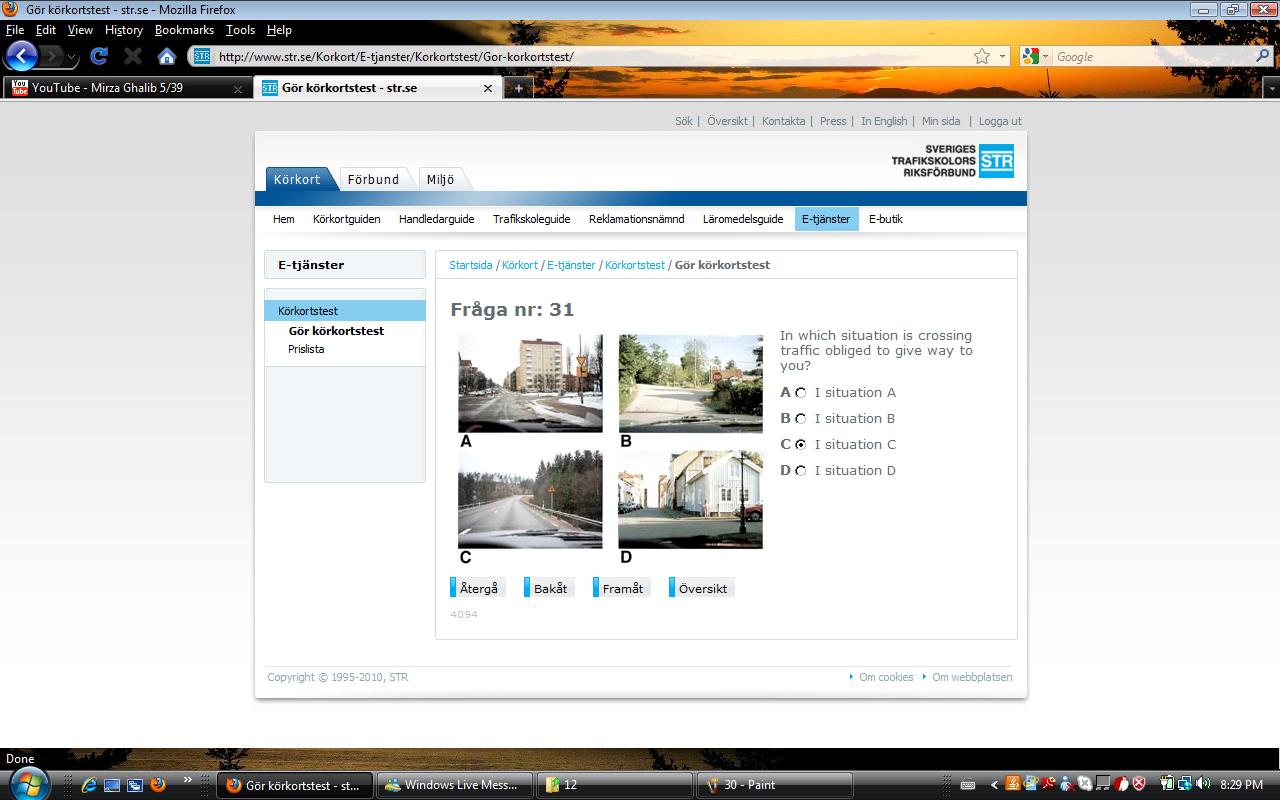 Gör körkortstest - str.se - Mozilla Firefox
File Edit View History Bookmarks Tools Help
STR http://www.str.se/Korkort/E-tjanster/Korkortstest/Gor-korkortstest/ Google
You Tube YouTube - Mirza Ghalib 5/39 STR Gör körkortstest - str.se
Sök | Översikt | Kontakta | Press | In English | Min sida | Logga ut
SVERIGES
TRAFIKSKOLORS STR
RIKSFÖRBUND
Körkort Förbund Miljö
Hem Körkortguiden Handledarguide Trafikskoleguide Reklamationsnämnd Läromedelsguide E-tjänster E-butik
E-tjänster
Körkortstest
Gör körkortstest
Prislista
Startsida / Körkort / E-tjänster / Körkortstest / Gör körkortstest
Fråga nr: 31
A
B
C
D
In which situation is crossing
traffic obliged to give way to
you?
A I situation A
B I situation B
C I situation C
D I situation D
Återgå Bakåt Framåt Översikt
4094
Copyright © 1995-2010, STR Om cookies Om webbplatsen
Done
Gör körkortstest - st... Windows Live Mess... 12 30 - Paint 8:29 PM